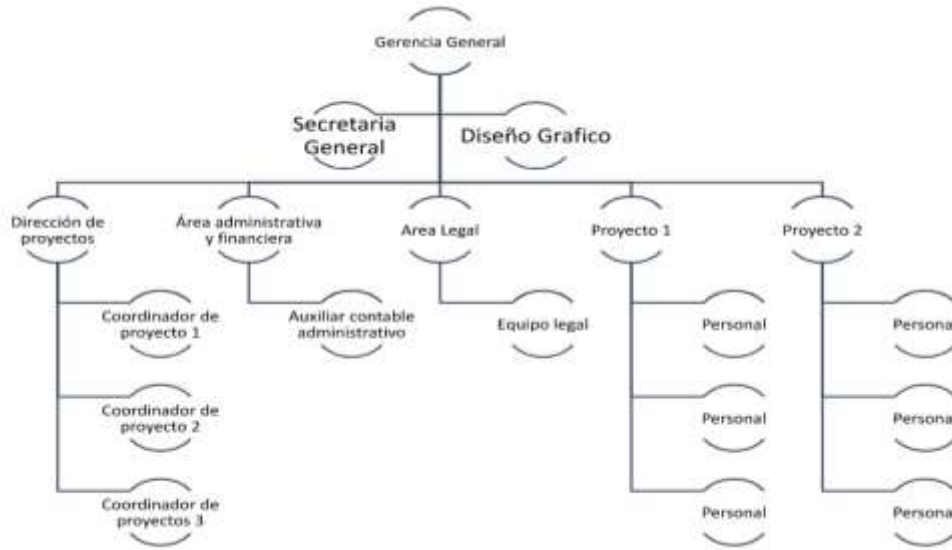 Gerencia General
Secretaria
General
Diseño Grafico
Dirección de
proyectos
Área administrativa
y financiera
Area Legal
Proyecto 1
Proyecto 2
Coordinador de
proyecto 1
Auxiliar contable
administrativo
Equipo legal
Personal
Persona
Coordinador de
proyecto 2
Personal
Persona
Coordinador de
proyectos 3
Personal
Persona